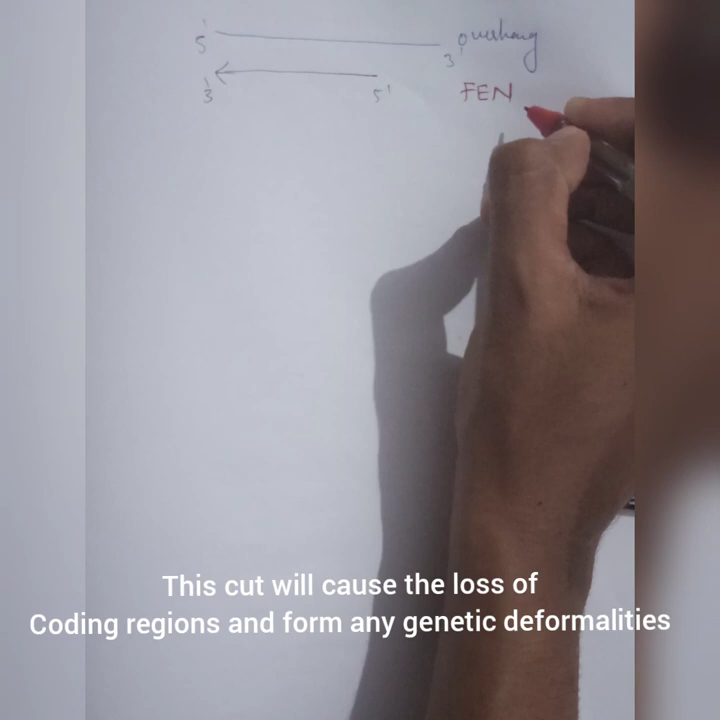 5' 3' Overhang
3' 5' FEN
This cut will cause the loss of
Coding regions and form any genetic deformalities